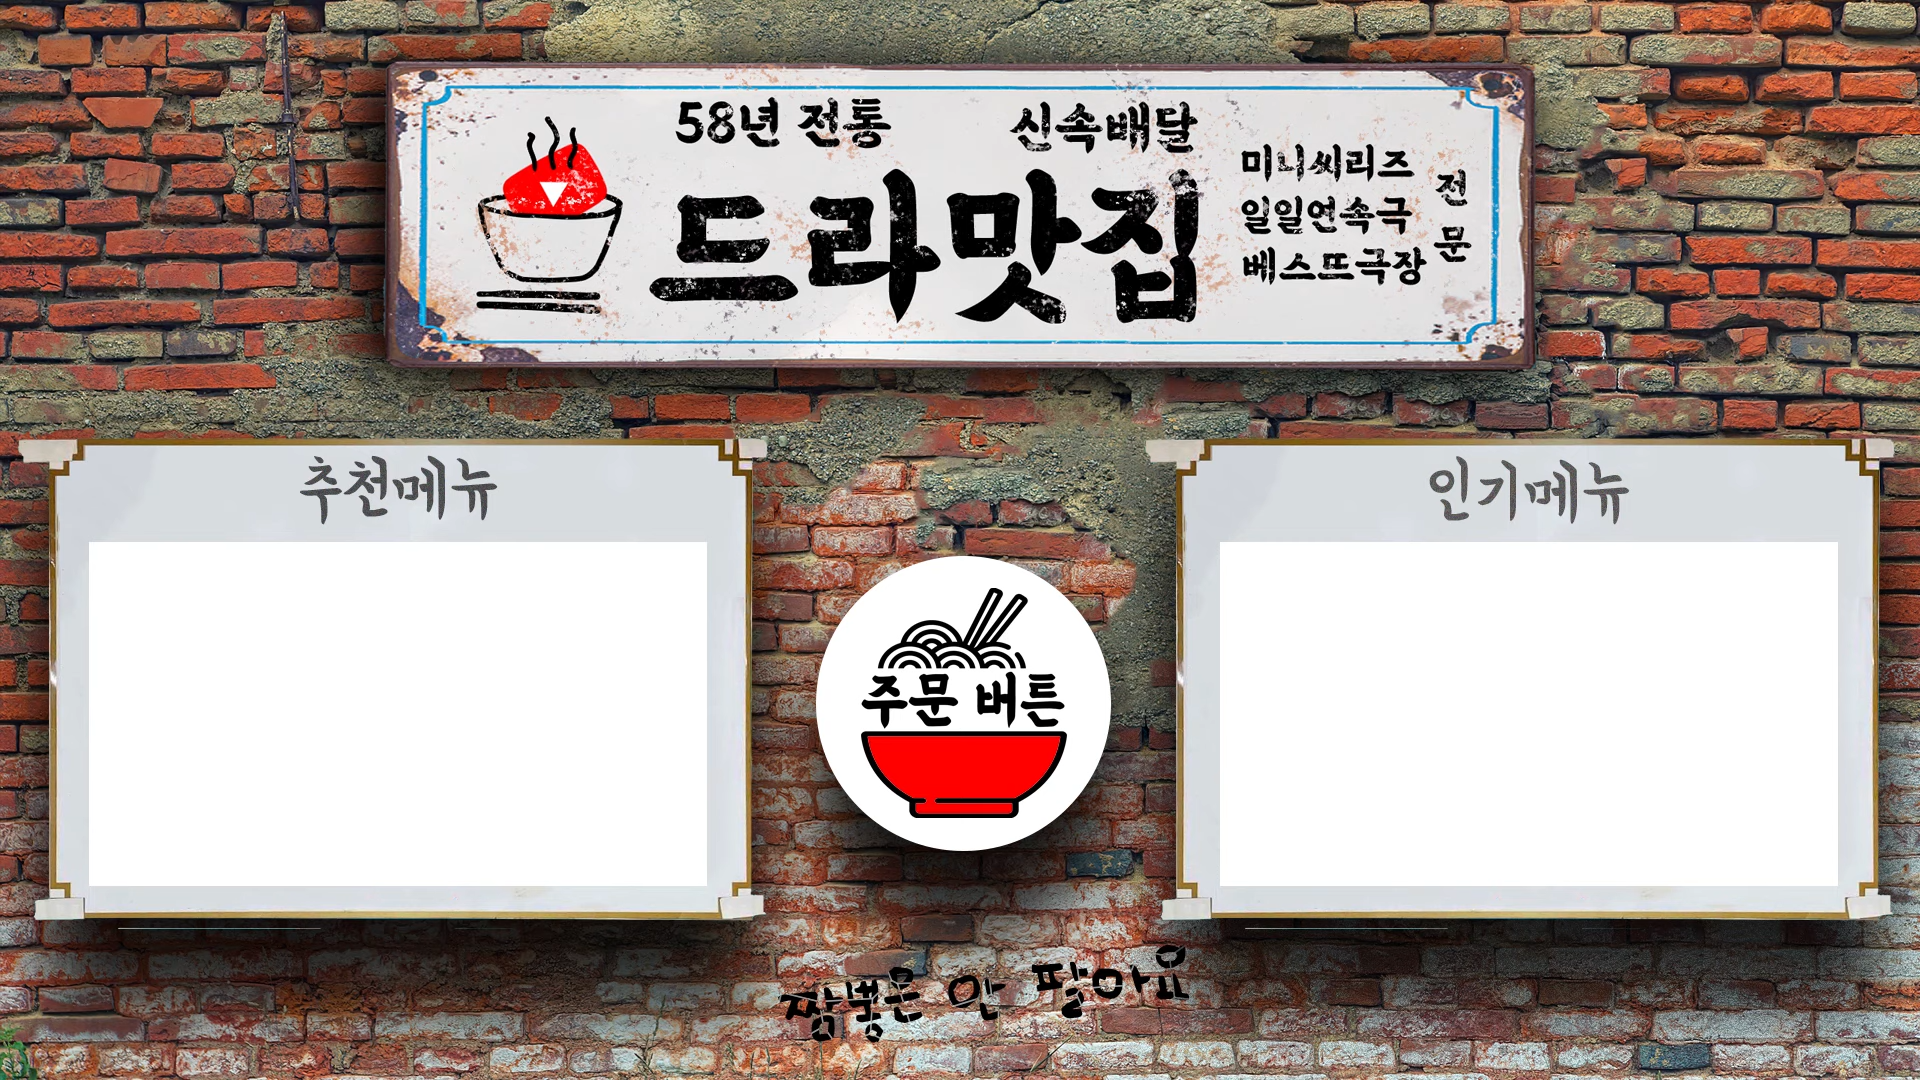 58년 전통 신속배달
드라맛집
미니씨리즈
일일연속극
베스뜨극장
전문
추천메뉴
인기메뉴
주문 버튼
짬뽕은 안 팔아요